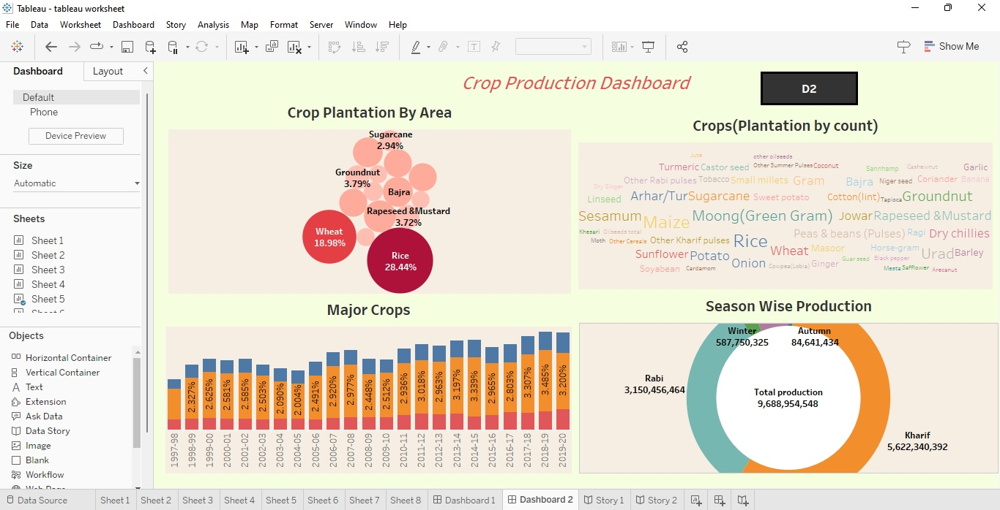 Tableau - tableau worksheet
File Data Worksheet Dashboard Story Analysis Map Format Server Window Help
Show Me
Dashboard Layout
Default
Phone
Device Preview
Size
Automatic
Sheets
Sheet 1
Sheet 2
Sheet 3
Sheet 4
Sheet 5
Objects
Horizontal Container
Vertical Container
Text
Extension
Ask Data
Data Story
Image
Blank
Workflow
Web Page
Crop Production Dashboard
D2
Crop Plantation By Area
Sugarcane
2.94%
Groundnut
3.79%
Bajra
Rapeseed &Mustard
3.72%
Wheat
18.98%
Rice
28.44%
Crops(Plantation by count)
Jute other oilseeds
Turmeric Castor seed Other Summer Pulses Coconut Sannhamp Cashewnut Garlic
Other Rabi pulses Tobacco Small millets Gram Bajra Niger seed Coriander Banana
Dry Ginger
Linseed Arhar/Tur Sugarcane Sweet potato Cotton(lint) Tapioca Groundnut
Sesamum Maize Moong(Green Gram) Jowar Rapeseed &Mustard
Khesari Oilseeds total Peas & beans (Pulses) Ragi Dry chillies
Moth Other Cereals Other Kharif pulses Rice
Sunflower Potato Wheat Masoor Horse-gram Urad Barley
Onion Cowpea(Lobia) Ginger Guar seed Black pepper
Soyabean Cardamom Mesta Safflower Arecanut
Major Crops
2.327% 2.625% 2.581% 2.585% 2.503% 2.090% 2.004% 2.491% 2.920% 2.977% 2.448% 2.512% 2.936% 3.018% 2.963% 3.197% 3.339% 2.965% 2.803% 3.307% 3.485% 3.200%
1997-98 1998-99 1999-00 2000-01 2001-02 2002-03 2003-04 2004-05 2005-06 2006-07 2007-08 2008-09 2009-10 2010-11 2011-12 2012-13 2013-14 2014-15 2015-16 2016-17 2017-18 2018-19 2019-20
Season Wise Production
Winter
587,750,325
Autumn
84,641,434
Rabi
3,150,456,464
Total production
9,688,954,548
Kharif
5,622,340,392
Data Source Sheet 1 Sheet 2 Sheet 3 Sheet 4 Sheet 5 Sheet 6 Sheet 7 Sheet 8 Dashboard 1 Dashboard 2 Story 1 Story 2